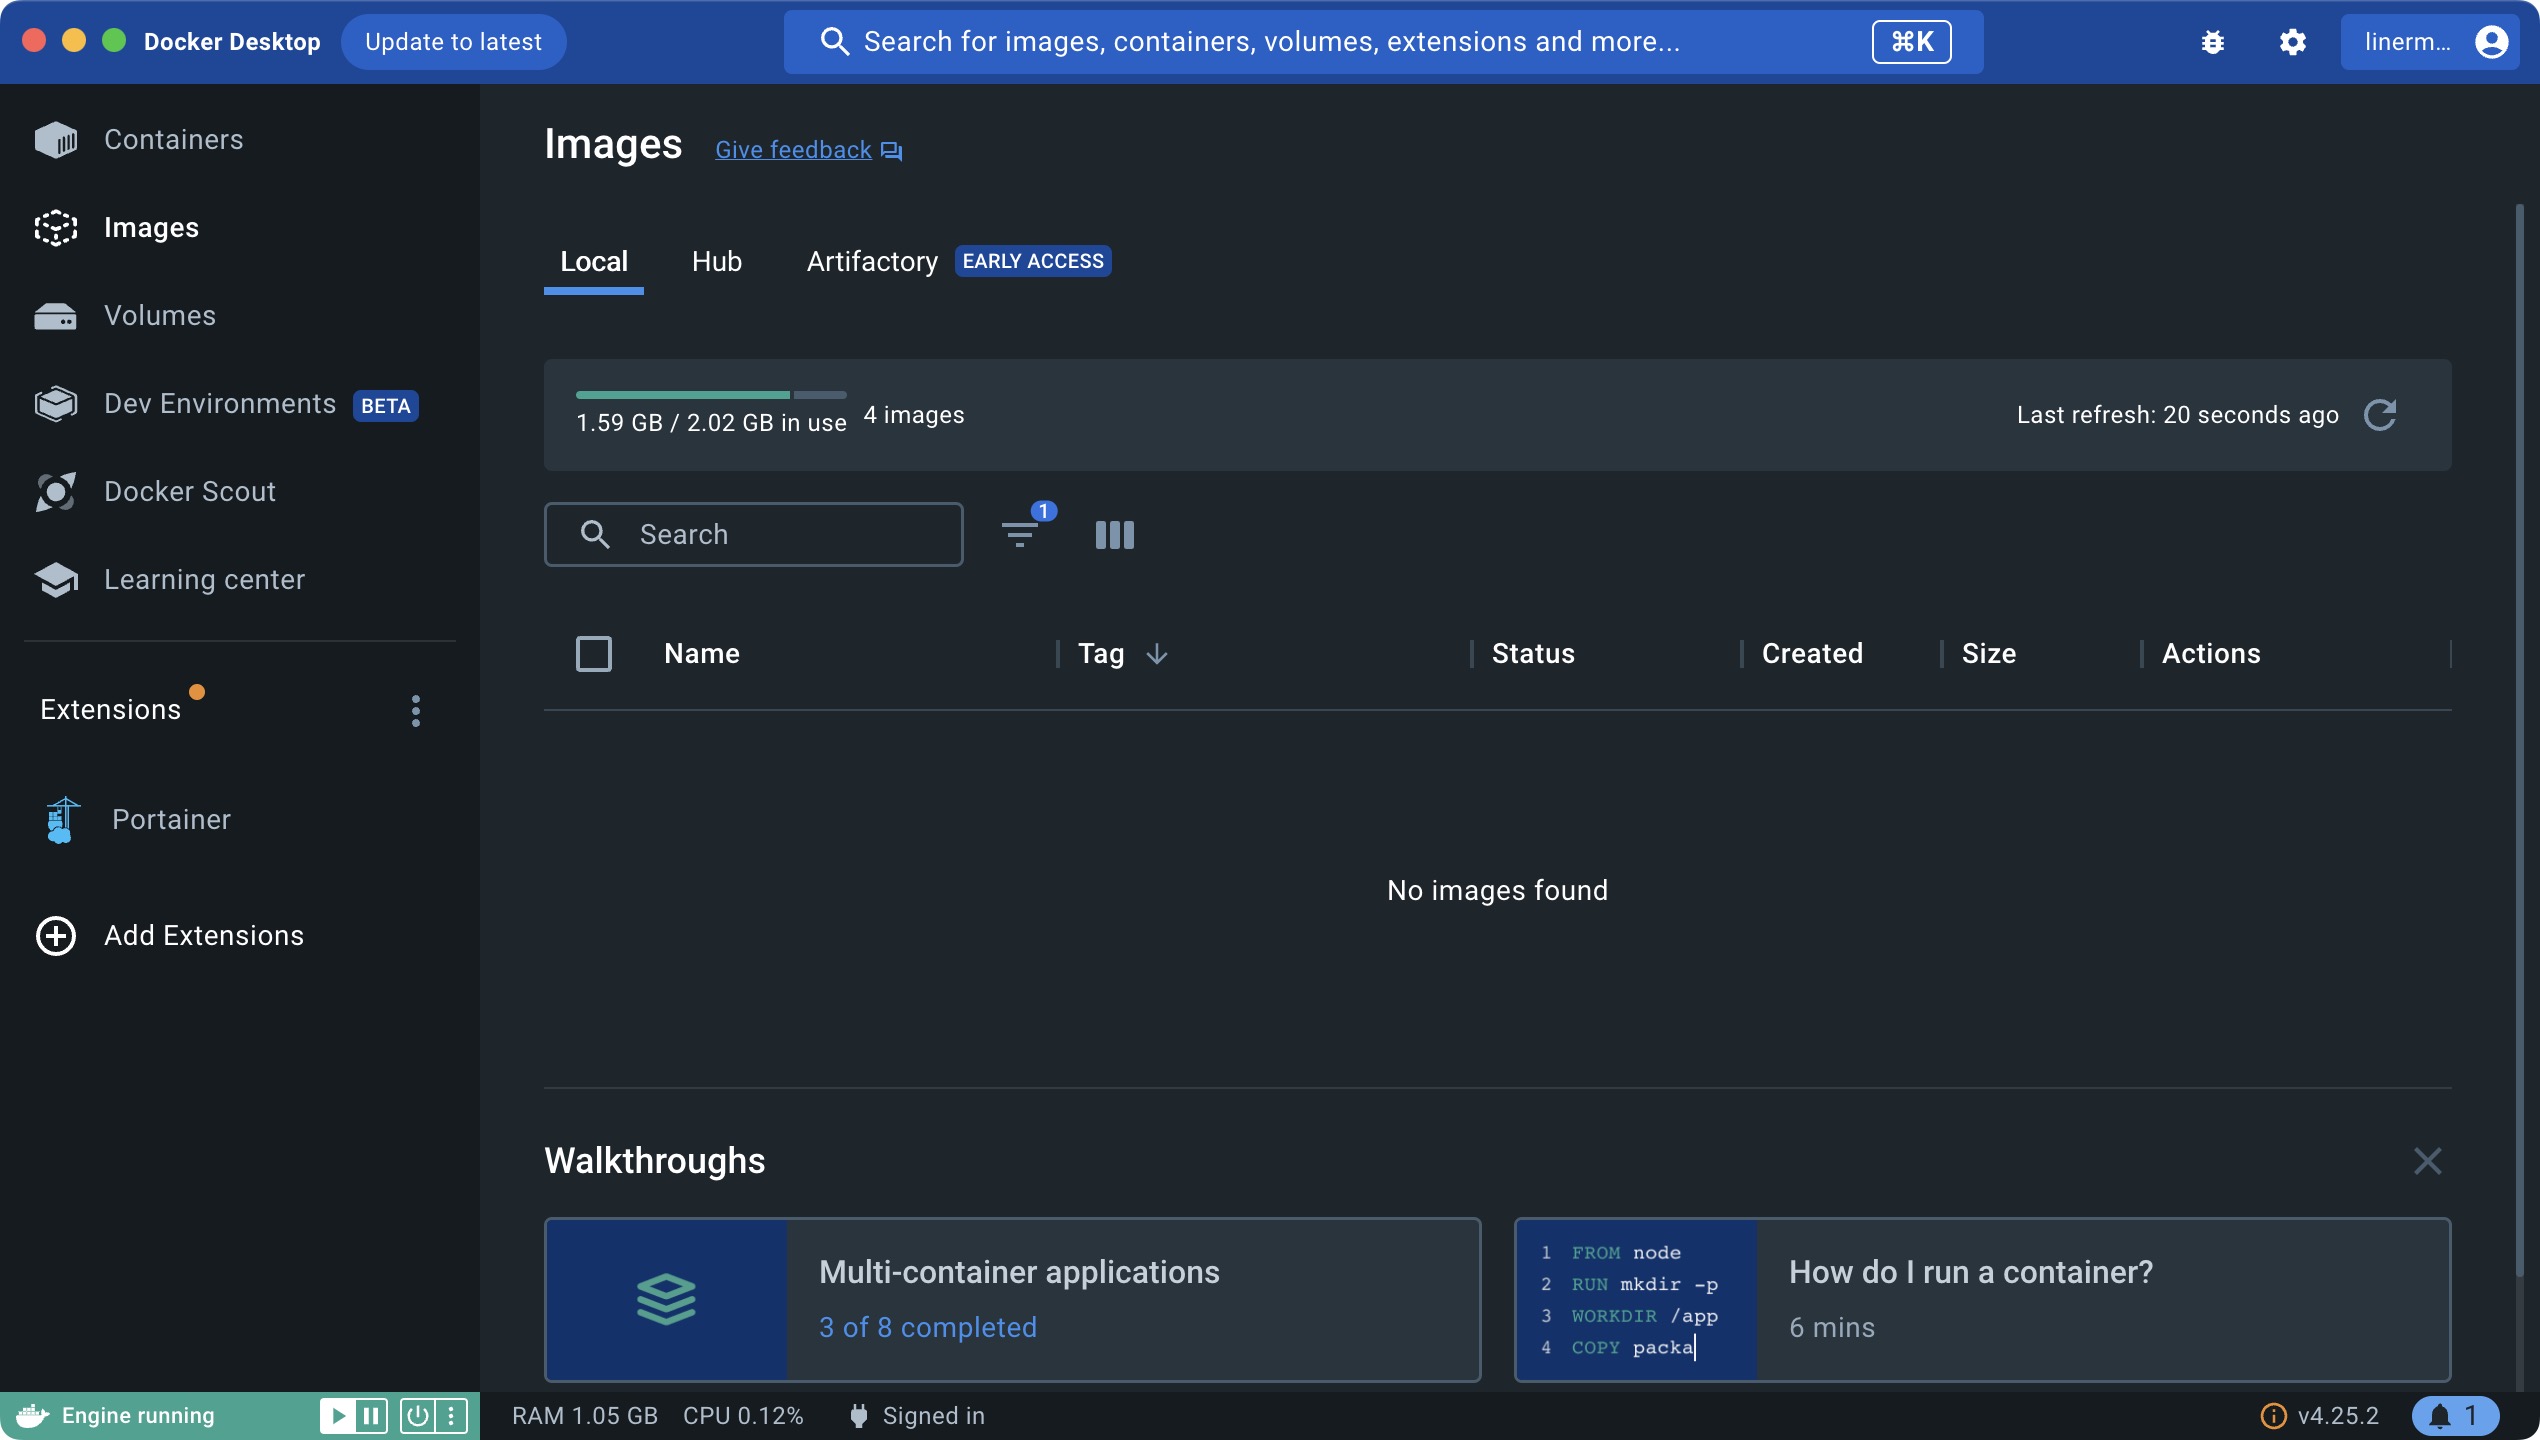 Docker Desktop
Update to latest
Search for images, containers, volumes, extensions and more...
⌘K
linerm...
Containers
Images
Volumes
Dev Environments BETA
Docker Scout
Learning center
Extensions
Portainer
Add Extensions
Images
Give feedback
Local
Hub
Artifactory EARLY ACCESS
1.59 GB / 2.02 GB in use
4 images
Last refresh: 20 seconds ago
Search
1
Name
Tag
Status
Created
Size
Actions
No images found
Walkthroughs
Multi-container applications
3 of 8 completed
1 FROM node
2 RUN mkdir -p
3 WORKDIR /app
4 COPY packa
How do I run a container?
6 mins
Engine running
RAM 1.05 GB
CPU 0.12%
Signed in
v4.25.2
1